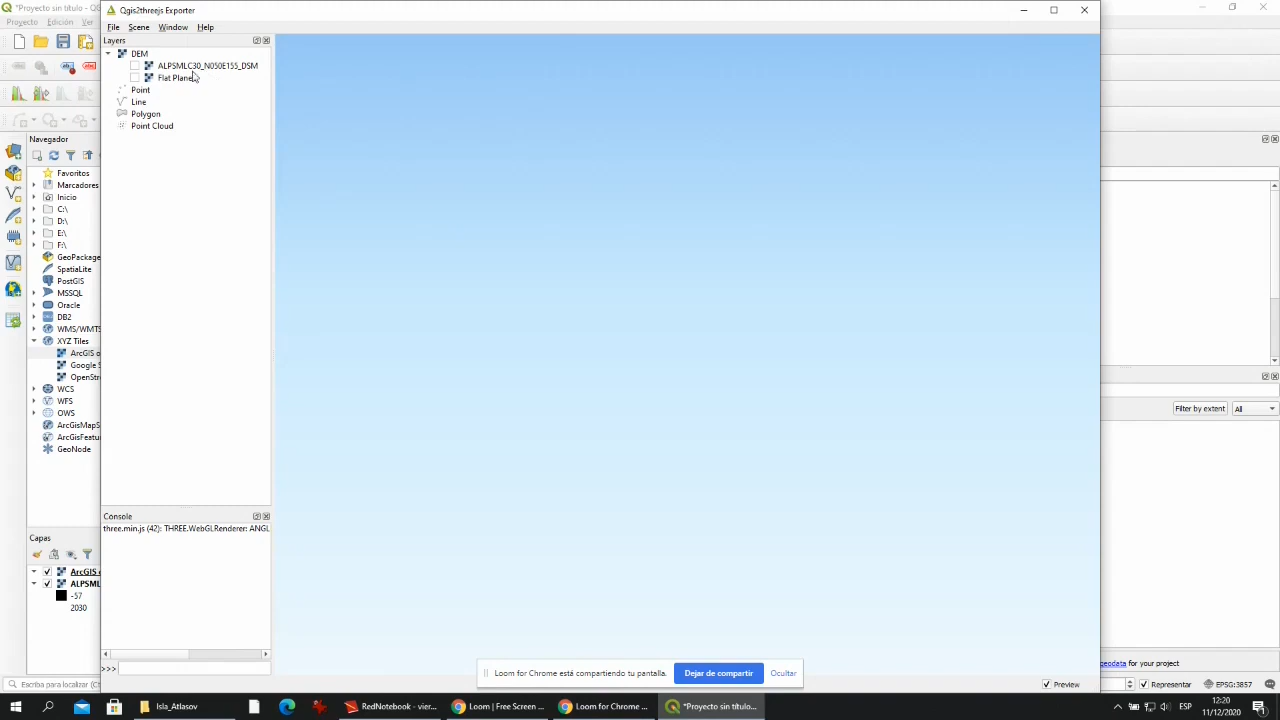 *Proyecto sin título
Proyecto Edición Ver
Qgis2threejs Exporter
File Scene Window Help
Layers
DEM
ALPSMLC30_N050E155_DSM
Flat Plane
Point
Line
Polygon
Point Cloud
Navegador
Favoritos
Marcadores
Inicio
C:\
D:\
E:\
F:\
GeoPackage
SpatiaLite
PostGIS
MSSQL
Oracle
DB2
WMS/WMTS
XYZ Tiles
ArcGIS o
Google S
OpenStr
WCS
WFS
OWS
ArcGisMapS
ArcGisFeatu
GeoNode
Filter by extent
All
Console
three.min.js (42): THREE.WebGLRenderer: ANGL
>>>
Capas
ArcGIS o
ALPSML
-57
2030
Loom for Chrome está compartiendo tu pantalla.
Dejar de compartir
Ocultar
geodata for your project
Escriba para localizar (Ct
Preview
Representar
EPSG:3857
Isla_Atlasov
RedNotebook - vier...
Loom | Free Screen ...
Loom for Chrome ...
*Proyecto sin título...
ESP
12:20
11/12/2020